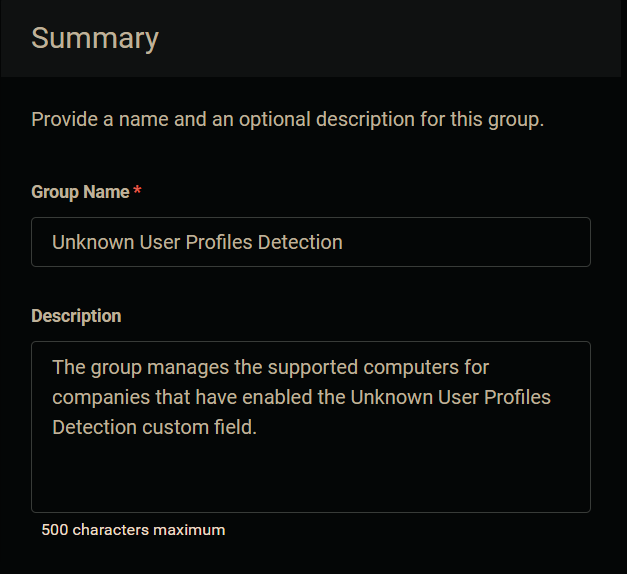 Summary
Provide a name and an optional description for this group.
Group Name *
Unknown User Profiles Detection
Description
The group manages the supported computers for
companies that have enabled the Unknown User Profiles
Detection custom field.
500 characters maximum